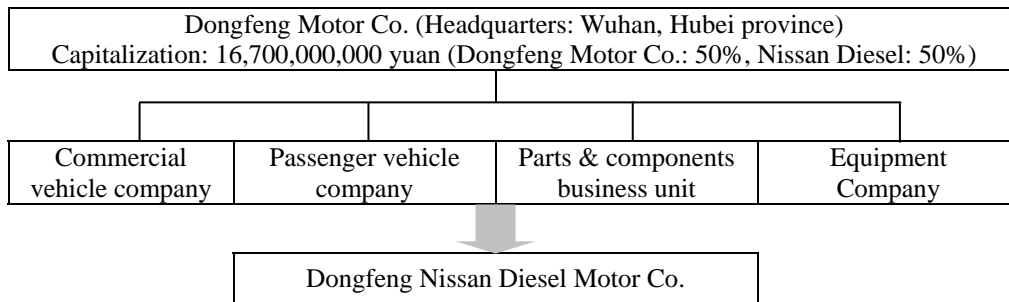 Dongfeng Motor Co. (Headquarters: Wuhan, Hubei province)
Capitalization: 16,700,000,000 yuan (Dongfeng Motor Co.: 50%, Nissan Diesel: 50%)
Commercial
vehicle company
Passenger vehicle
company
Parts & components
business unit
Equipment
Company
Dongfeng Nissan Diesel Motor Co.